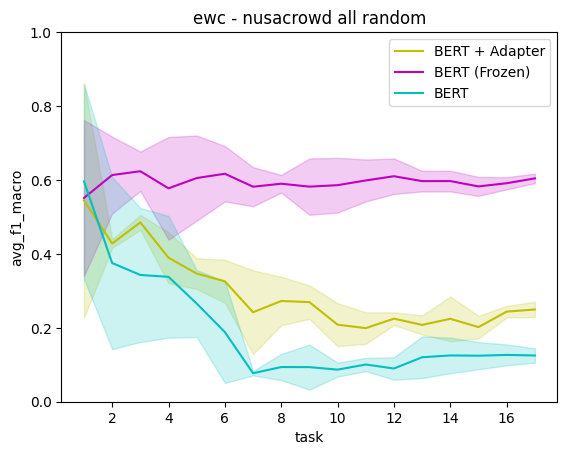 ewc - nusacrowd all random
1.0
0.8
0.6
0.4
0.2
0.0
avg_f1_macro
BERT + Adapter
BERT (Frozen)
BERT
2 4 6 8 10 12 14 16
task